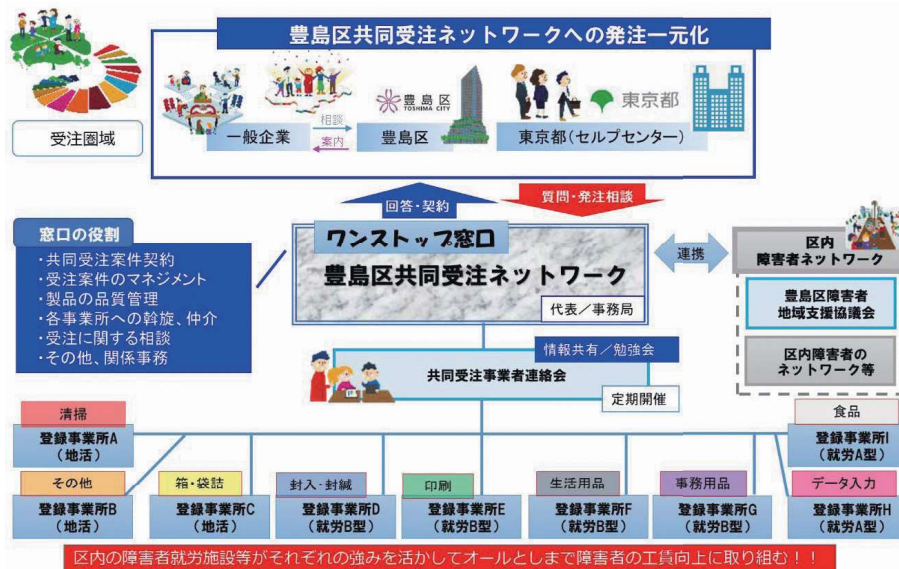 豊島区共同受注ネットワークへの発注一元化
受注圏域
一般企業
相談
案内
豊島区
TOSHIMA CITY
豊島区
東京都
東京都(セルプセンター)
回答・契約
質問・発注相談
窓口の役割
・共同受注案件契約
・受注案件のマネジメント
・製品の品質管理
・各事業所への斡旋、仲介
・受注に関する相談
・その他、関係事務
ワンストップ窓口
豊島区共同受注ネットワーク
代表/事務局
連携
区内
障害者ネットワーク
豊島区障害者
地域支援協議会
区内障害者の
ネットワーク等
情報共有/勉強会
共同受注事業者連絡会
定期開催
清掃
登録事業所A
(地活)
食品
登録事業所I
(就労A型)
その他
登録事業所B
(地活)
箱・袋詰
登録事業所C
(地活)
封入・封緘
登録事業所D
(就労B型)
印刷
登録事業所E
(就労B型)
生活用品
登録事業所F
(就労B型)
事務用品
登録事業所G
(就労B型)
データ入力
登録事業所H
(就労A型)
区内の障害者就労施設等がそれぞれの強みを活かしてオールとしまで障害者の工賃向上に取り組む!!